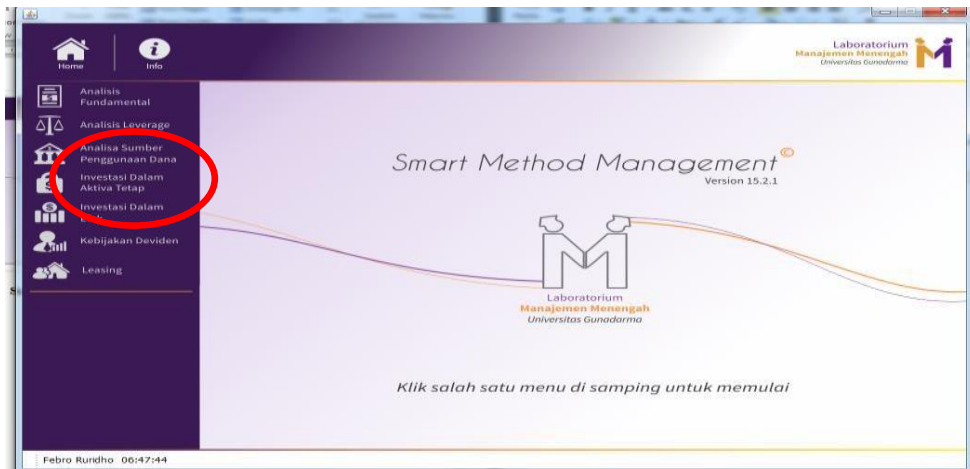 Home
Info
Laboratorium
Manajemen Menengah
Universitas Gunadarma
Analisis
Fundamental
Analisis Leverage
Analisa Sumber
Penggunaan Dana
Investasi Dalam
Aktiva Tetap
Investasi Dalam
Kebijakan Deviden
Leasing
Smart Method Management©
Version 15.2.1
Laboratorium
Manajemen Menengah
Universitas Gunadarma
Klik salah satu menu di samping untuk memulai
Febro Ruridho 06:47:44